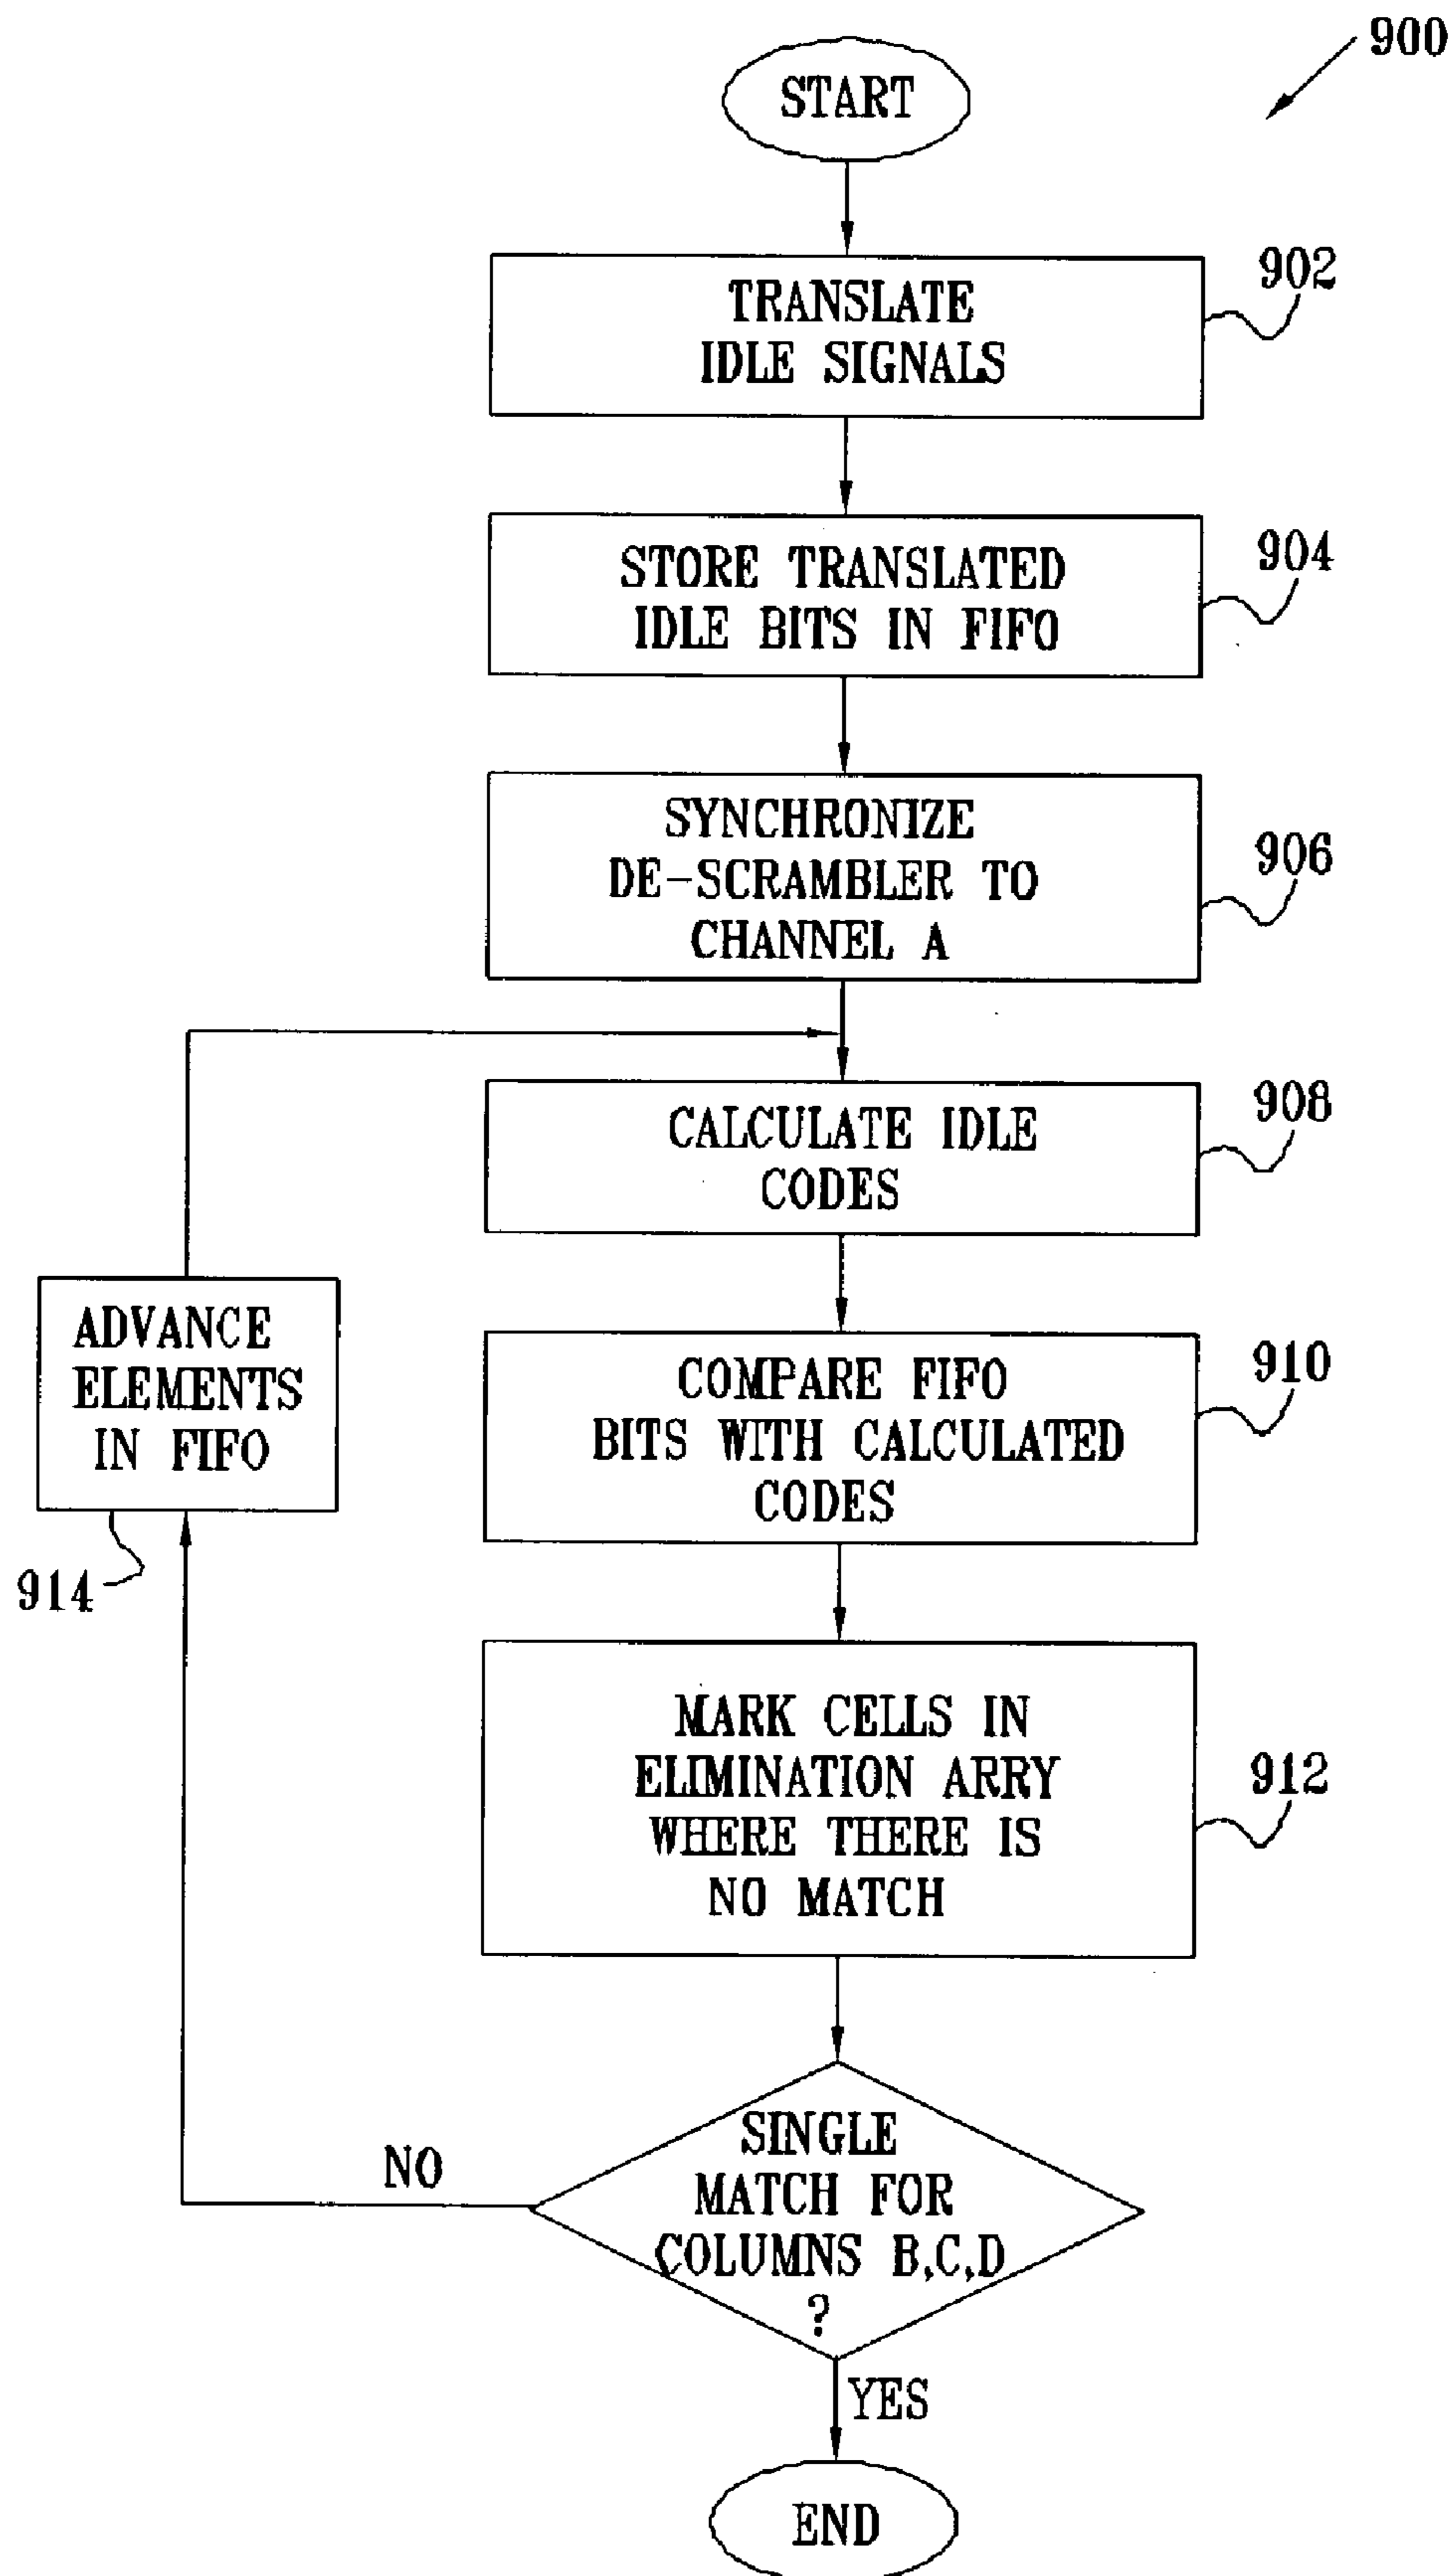 900
START
TRANSLATE
IDLE SIGNALS
902
STORE TRANSLATED
IDLE BITS IN FIFO
904
SYNCHRONIZE
DE-SCRAMBLER TO
CHANNEL A
906
CALCULATE IDLE
CODES
908
COMPARE FIFO
BITS WITH CALCULATED
CODES
910
ADVANCE
ELEMENTS
IN FIFO
914
MARK CELLS IN
ELIMINATION ARRY
WHERE THERE IS
NO MATCH
912
SINGLE
MATCH FOR
COLUMNS B,C,D
?
NO
YES
END